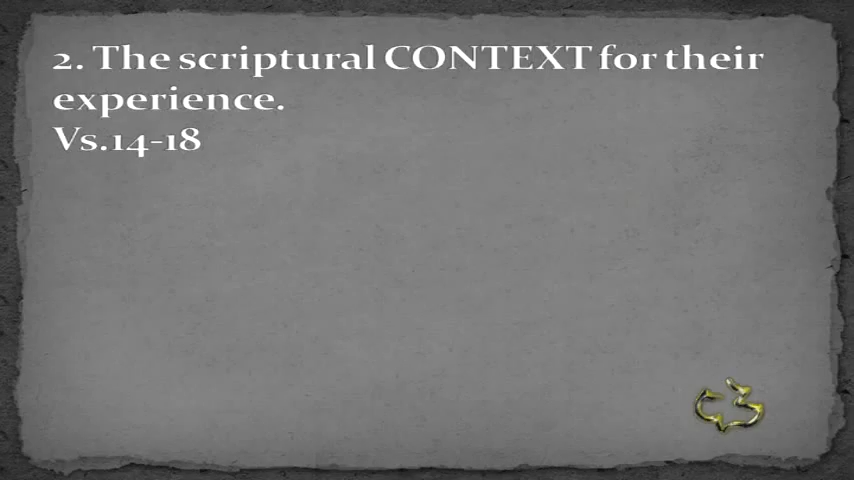 2. The scriptural CONTEXT for their
experience.
Vs.14-18